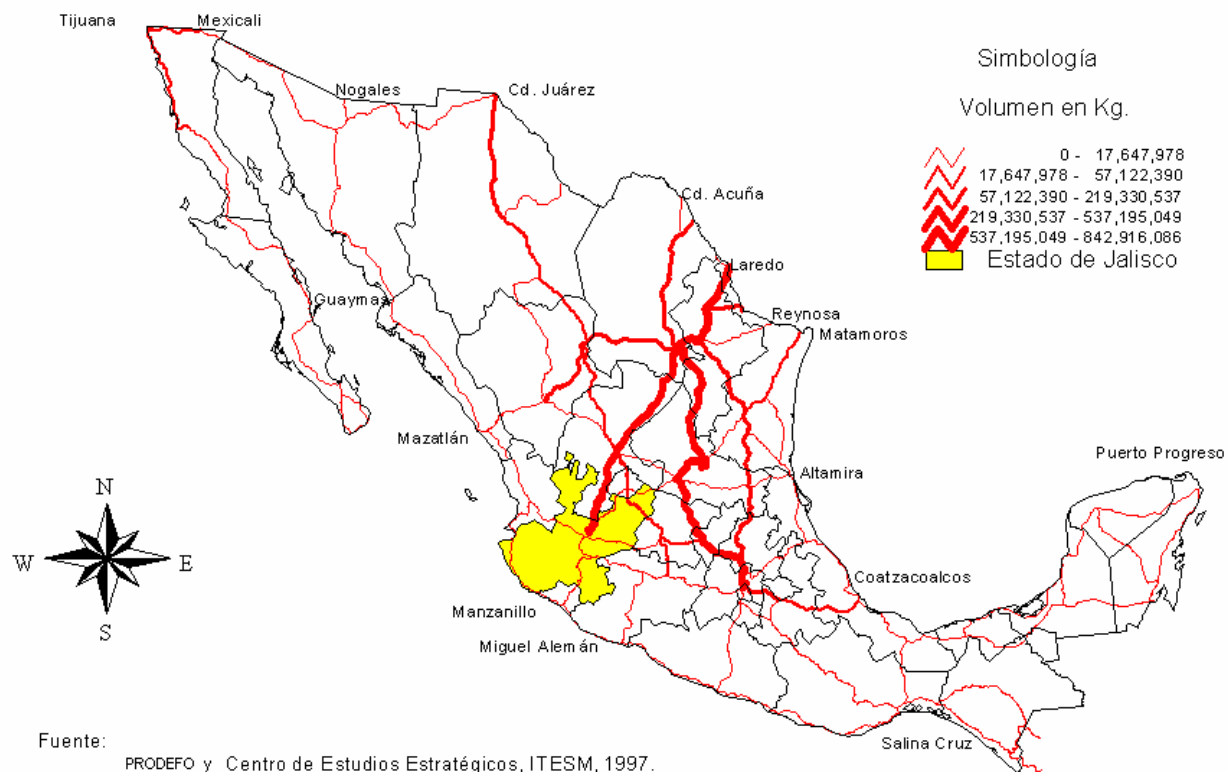 Tijuana
Mexicali
Nogales
Cd. Juárez
Simbología
Volumen en Kg.
0 - 17,647,978
17,647,978 - 57,122,390
57,122,390 - 219,330,537
219,330,537 - 537,195,049
537,195,049 - 842,916,086
Estado de Jalisco
Cd. Acuña
Laredo
Guaymas
Reynosa
Matamoros
Mazatlán
Altamira
Puerto Progreso
N
W E
S
Coatzacoalcos
Manzanillo
Miguel Alemán
Salina Cruz
Fuente:
PRODEFO y Centro de Estudios Estratégicos, ITESM, 1997.